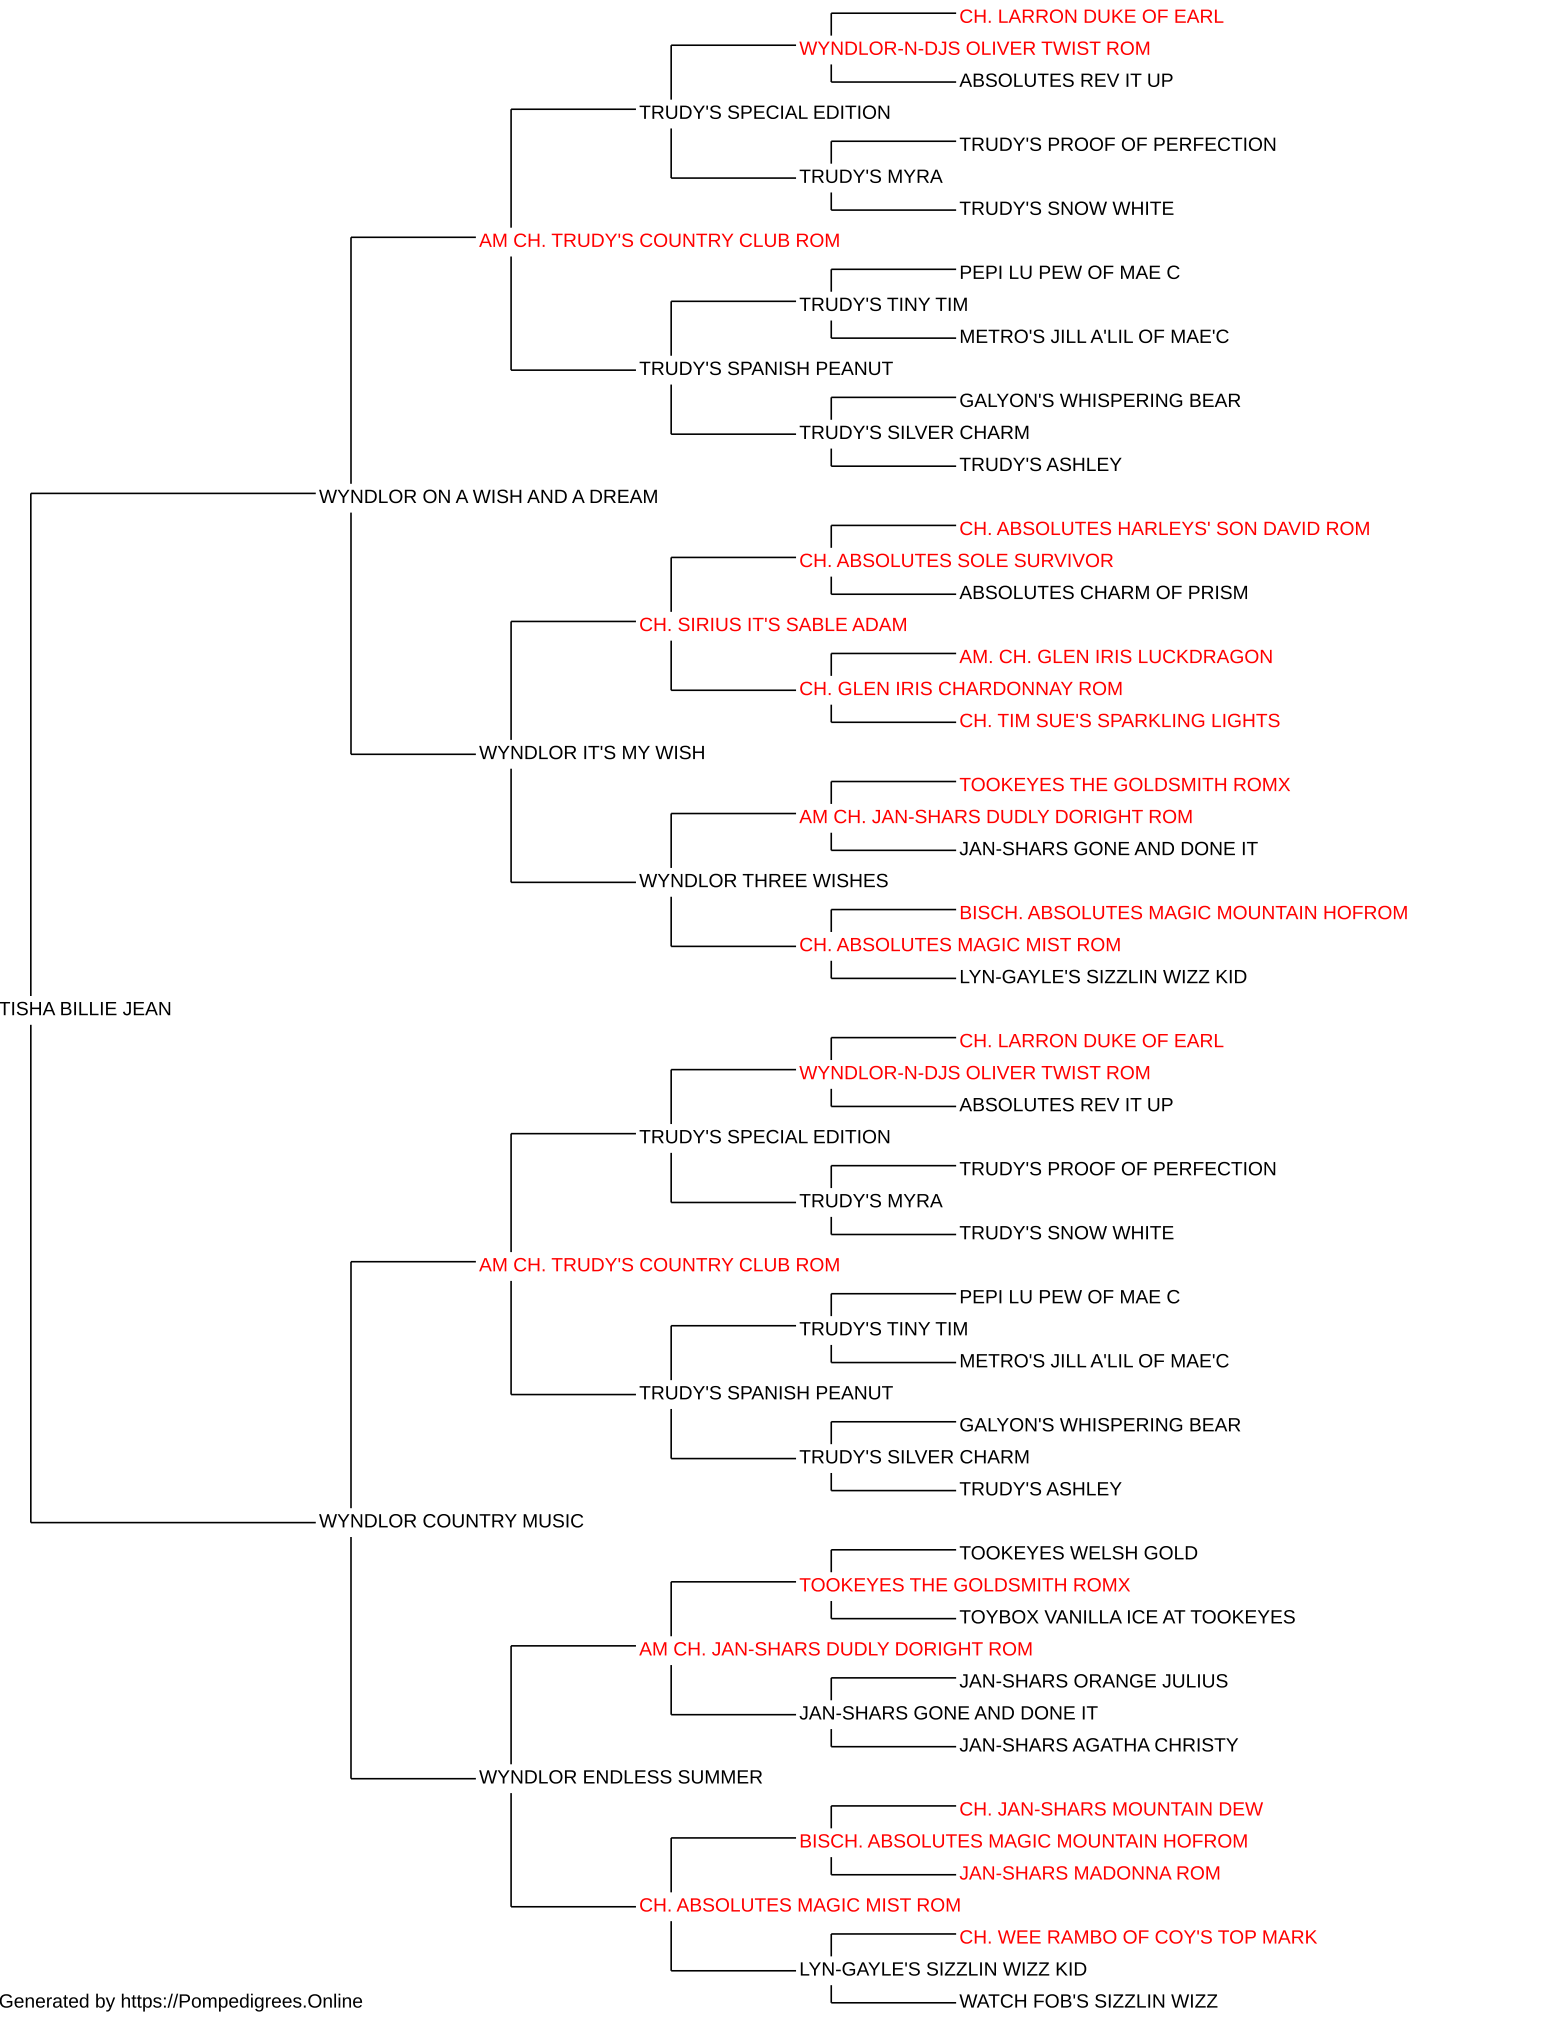 CH. LARRON DUKE OF EARL
WYNDLOR-N-DJS OLIVER TWIST ROM
ABSOLUTES REV IT UP
TRUDY'S SPECIAL EDITION
TRUDY'S PROOF OF PERFECTION
TRUDY'S MYRA
TRUDY'S SNOW WHITE
AM CH. TRUDY'S COUNTRY CLUB ROM
PEPI LU PEW OF MAE C
TRUDY'S TINY TIM
METRO'S JILL A'LIL OF MAE'C
TRUDY'S SPANISH PEANUT
GALYON'S WHISPERING BEAR
TRUDY'S SILVER CHARM
TRUDY'S ASHLEY
WYNDLOR ON A WISH AND A DREAM
CH. ABSOLUTES HARLEYS' SON DAVID ROM
CH. ABSOLUTES SOLE SURVIVOR
ABSOLUTES CHARM OF PRISM
CH. SIRIUS IT'S SABLE ADAM
AM. CH. GLEN IRIS LUCKDRAGON
CH. GLEN IRIS CHARDONNAY ROM
CH. TIM SUE'S SPARKLING LIGHTS
WYNDLOR IT'S MY WISH
TOOKEYES THE GOLDSMITH ROMX
AM CH. JAN-SHARS DUDLY DORIGHT ROM
JAN-SHARS GONE AND DONE IT
WYNDLOR THREE WISHES
BISCH. ABSOLUTES MAGIC MOUNTAIN HOFROM
CH. ABSOLUTES MAGIC MIST ROM
LYN-GAYLE'S SIZZLIN WIZZ KID
TISHA BILLIE JEAN
CH. LARRON DUKE OF EARL
WYNDLOR-N-DJS OLIVER TWIST ROM
ABSOLUTES REV IT UP
TRUDY'S SPECIAL EDITION
TRUDY'S PROOF OF PERFECTION
TRUDY'S MYRA
TRUDY'S SNOW WHITE
AM CH. TRUDY'S COUNTRY CLUB ROM
PEPI LU PEW OF MAE C
TRUDY'S TINY TIM
METRO'S JILL A'LIL OF MAE'C
TRUDY'S SPANISH PEANUT
GALYON'S WHISPERING BEAR
TRUDY'S SILVER CHARM
TRUDY'S ASHLEY
WYNDLOR COUNTRY MUSIC
TOOKEYES WELSH GOLD
TOOKEYES THE GOLDSMITH ROMX
TOYBOX VANILLA ICE AT TOOKEYES
AM CH. JAN-SHARS DUDLY DORIGHT ROM
JAN-SHARS ORANGE JULIUS
JAN-SHARS GONE AND DONE IT
JAN-SHARS AGATHA CHRISTY
WYNDLOR ENDLESS SUMMER
CH. JAN-SHARS MOUNTAIN DEW
BISCH. ABSOLUTES MAGIC MOUNTAIN HOFROM
JAN-SHARS MADONNA ROM
CH. ABSOLUTES MAGIC MIST ROM
CH. WEE RAMBO OF COY'S TOP MARK
LYN-GAYLE'S SIZZLIN WIZZ KID
WATCH FOB'S SIZZLIN WIZZ
Generated by https://Pompedigrees.Online